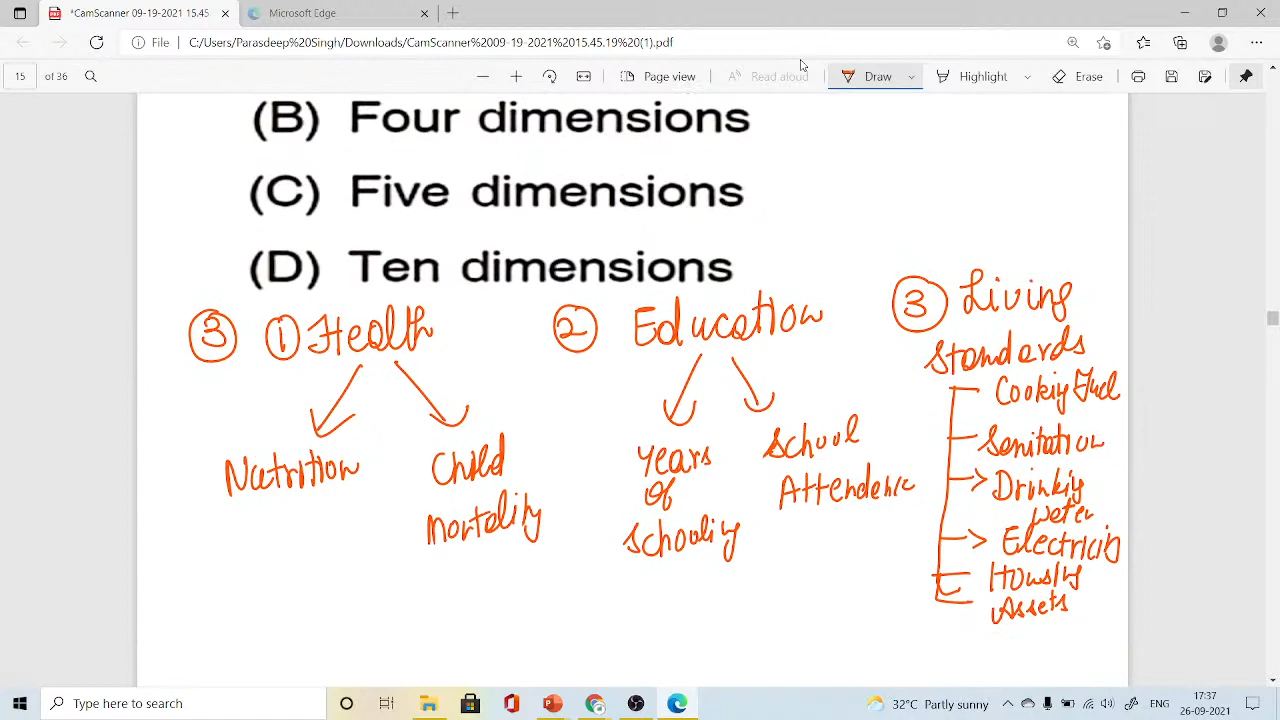 *CamScanner 09-19-2021 15.45
Microsoft Edge
File
C:/Users/Parasdeep%20Singh/Downloads/CamScanner%2009-19-2021%2015.45.19%20(1).pdf
15 of 36
Page view
Read aloud
Draw
Highlight
Erase
(B) Four dimensions
(C) Five dimensions
(D) Ten dimensions
3 1 Health
2 Education
3 Living
Standards
Cooking Fuel
Sanitation
Drinking
Water
Electricity
Housing
Assets
Nutrition
Child
Mortality
Years
of
Schooling
School
Attendence
Type here to search
32°C Partly sunny
ENG
17:37
26-09-2021